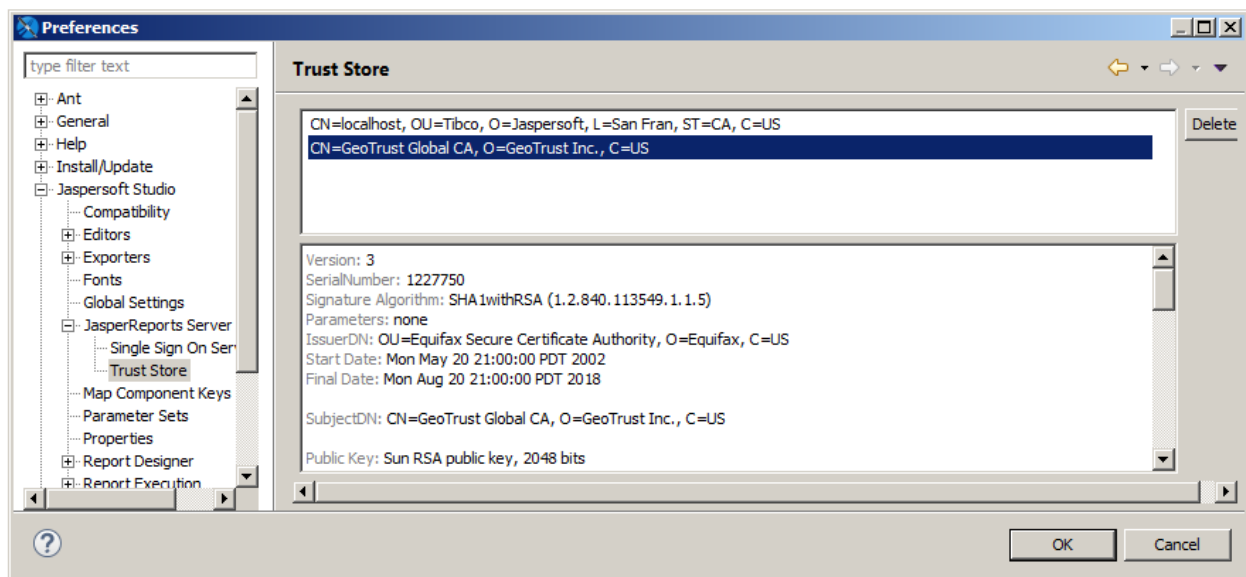 Preferences
type filter text
Ant
General
Help
Install/Update
Jaspersoft Studio
Compatibility
Editors
Exporters
Fonts
Global Settings
JasperReports Server
Single Sign On Ser
Trust Store
Map Component Keys
Parameter Sets
Properties
Report Designer
Report Execution
Trust Store
CN=localhost, OU=Tibco, O=Jaspersoft, L=San Fran, ST=CA, C=US
CN=GeoTrust Global CA, O=GeoTrust Inc., C=US
Delete
Version: 3
SerialNumber: 1227750
Signature Algorithm: SHA1withRSA (1.2.840.113549.1.1.5)
Parameters: none
IssuerDN: OU=Equifax Secure Certificate Authority, O=Equifax, C=US
Start Date: Mon May 20 21:00:00 PDT 2002
Final Date: Mon Aug 20 21:00:00 PDT 2018
SubjectDN: CN=GeoTrust Global CA, O=GeoTrust Inc., C=US
Public Key: Sun RSA public key, 2048 bits
?
OK
Cancel